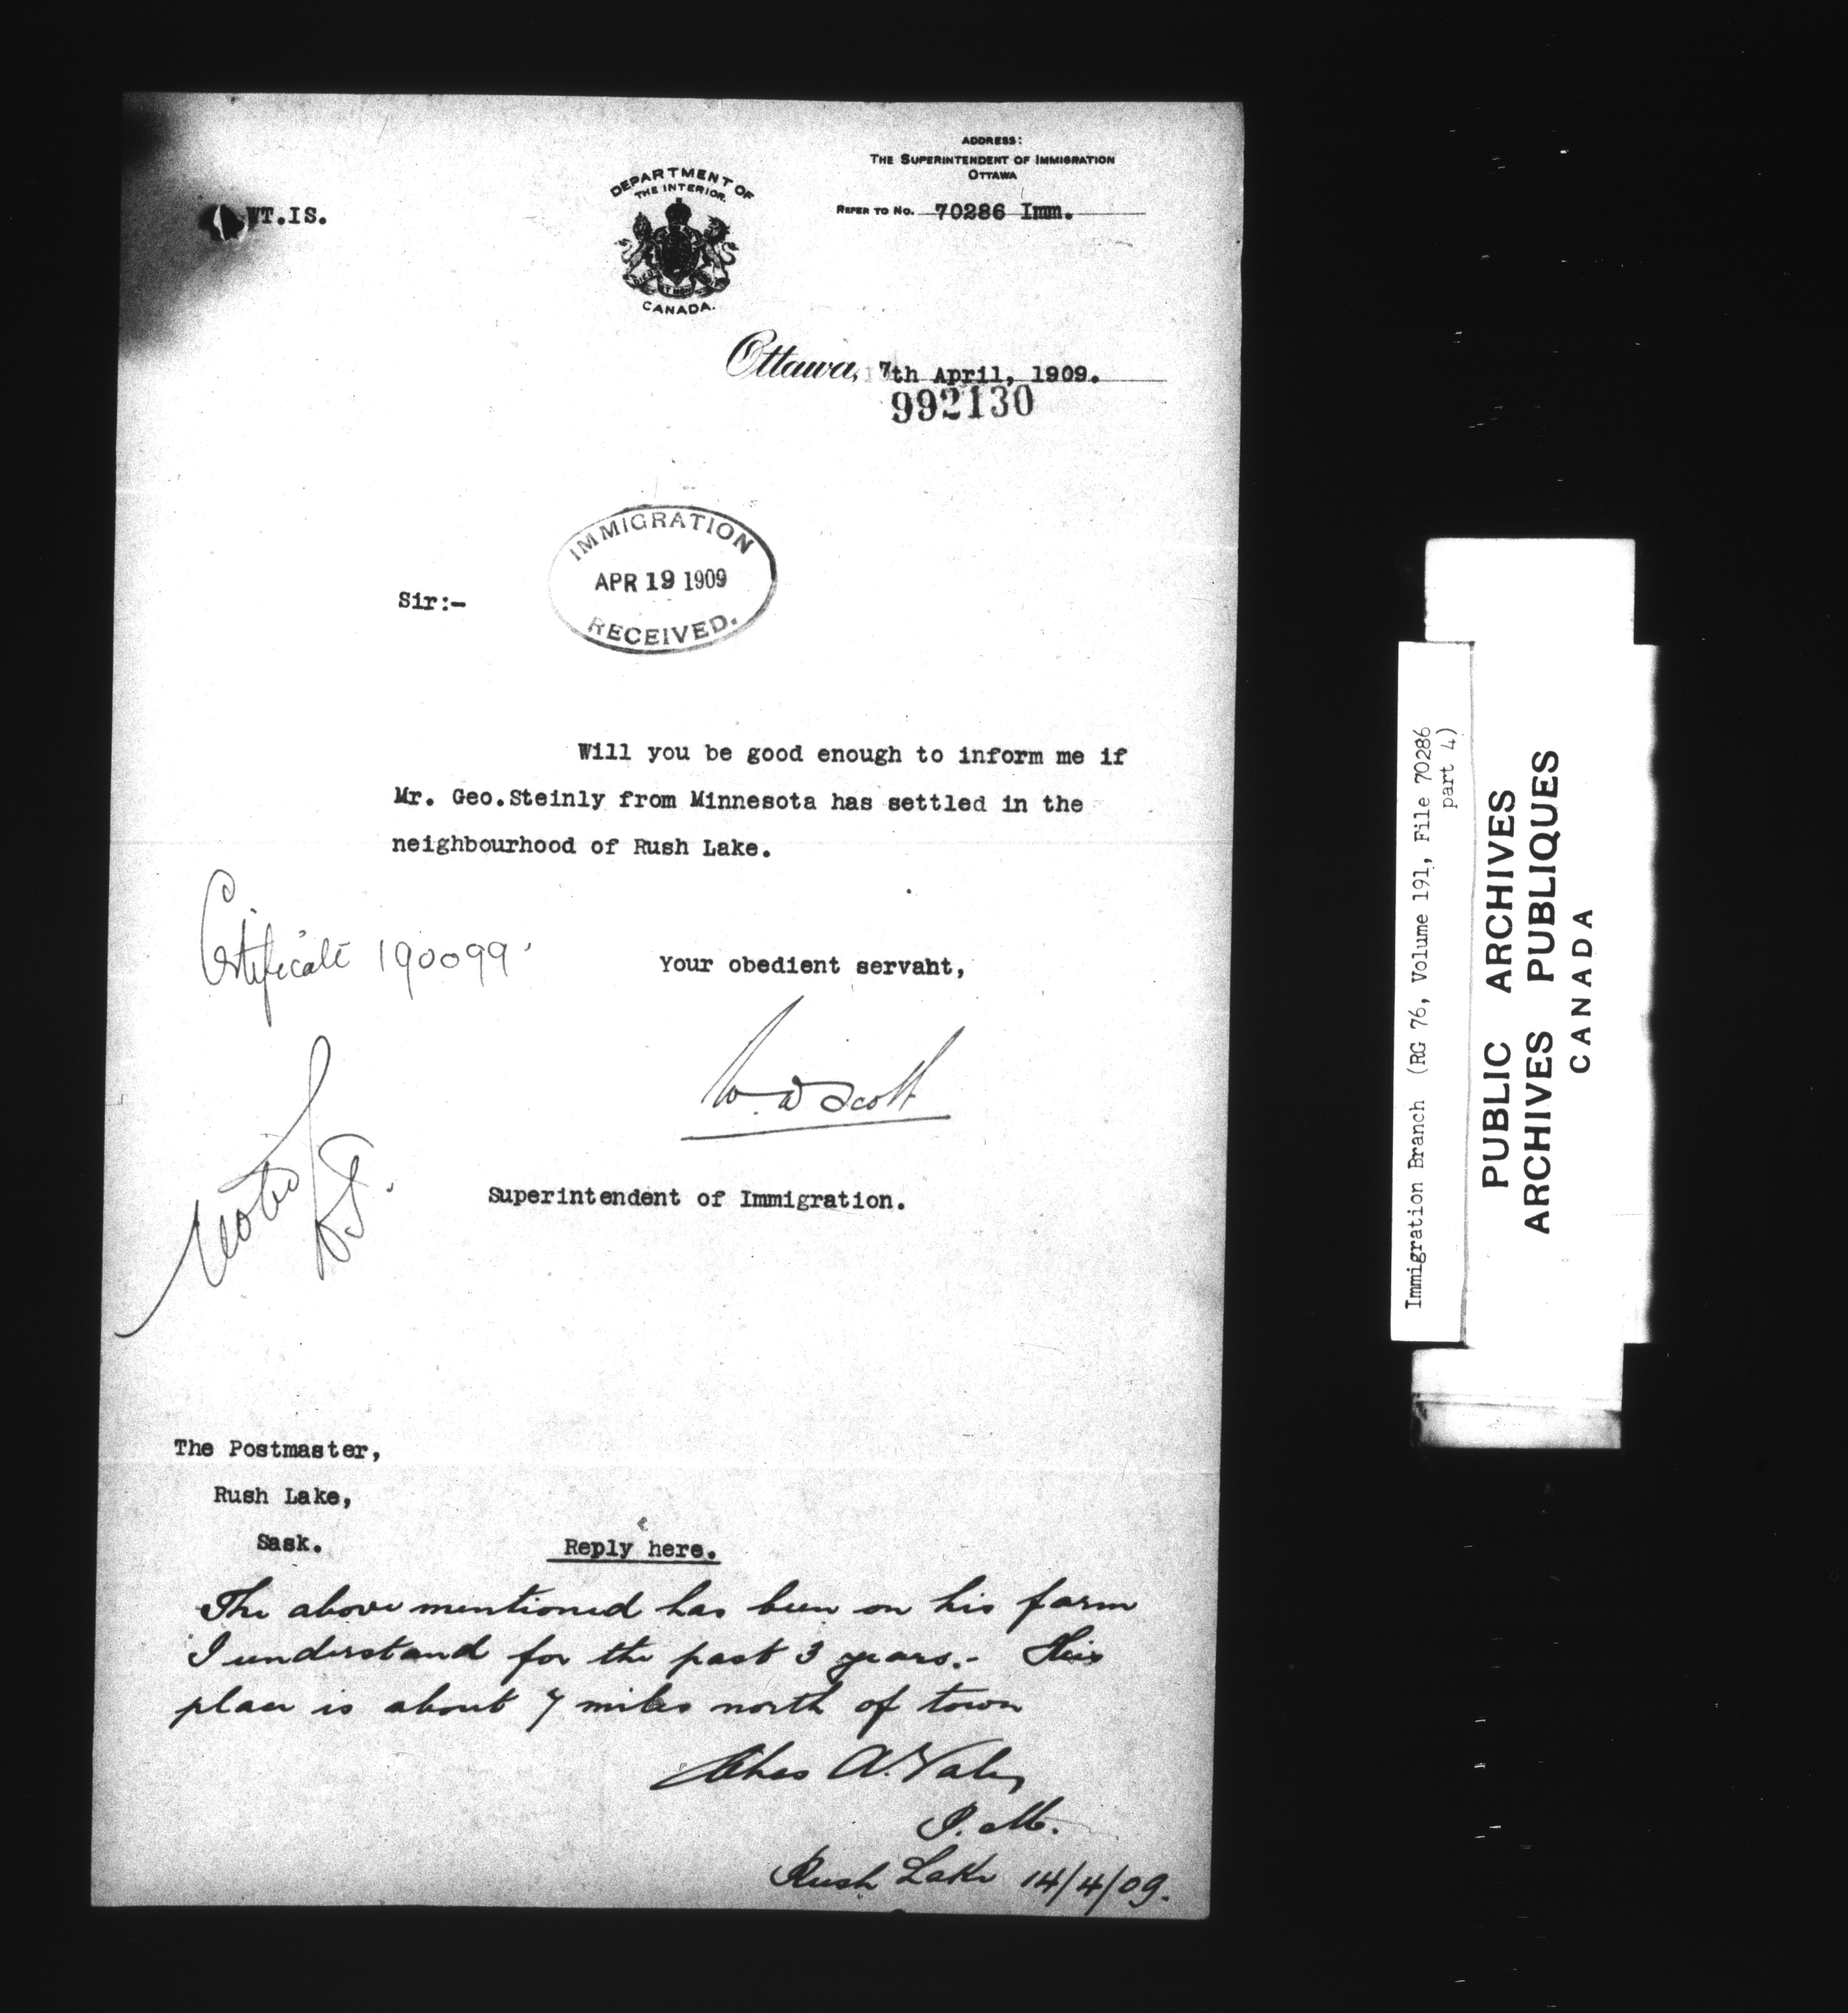 ADDRESS:
THE SUPERINTENDENT OF IMMIGRATION
OTTAWA
REFER TO NO. 70286 Imm.
WT.IS.
DEPARTMENT OF
THE INTERIOR.
CANADA.
Ottawa, 7th April, 1909.
992130
IMMIGRATION
APR 19 1909
RECEIVED.
Sir:-
Will you be good enough to inform me if
Mr. Geo.Steinly from Minnesota has settled in the
neighbourhood of Rush Lake.
Certificate 190099
Your obedient servant,
W. D Scott
Noted
Superintendent of Immigration.
The Postmaster,
Rush Lake,
Sask.
Reply here.
The above mentioned has been on his farm
I understand for the past 3 years.- His
place is about 7 miles north of town
Chas A.
P.M.
Rush Lake 14/4/09.
Immigration Branch (RG 76, Volume 191, File 70286
part 4)
PUBLIC ARCHIVES
ARCHIVES PUBLIQUES
CANADA